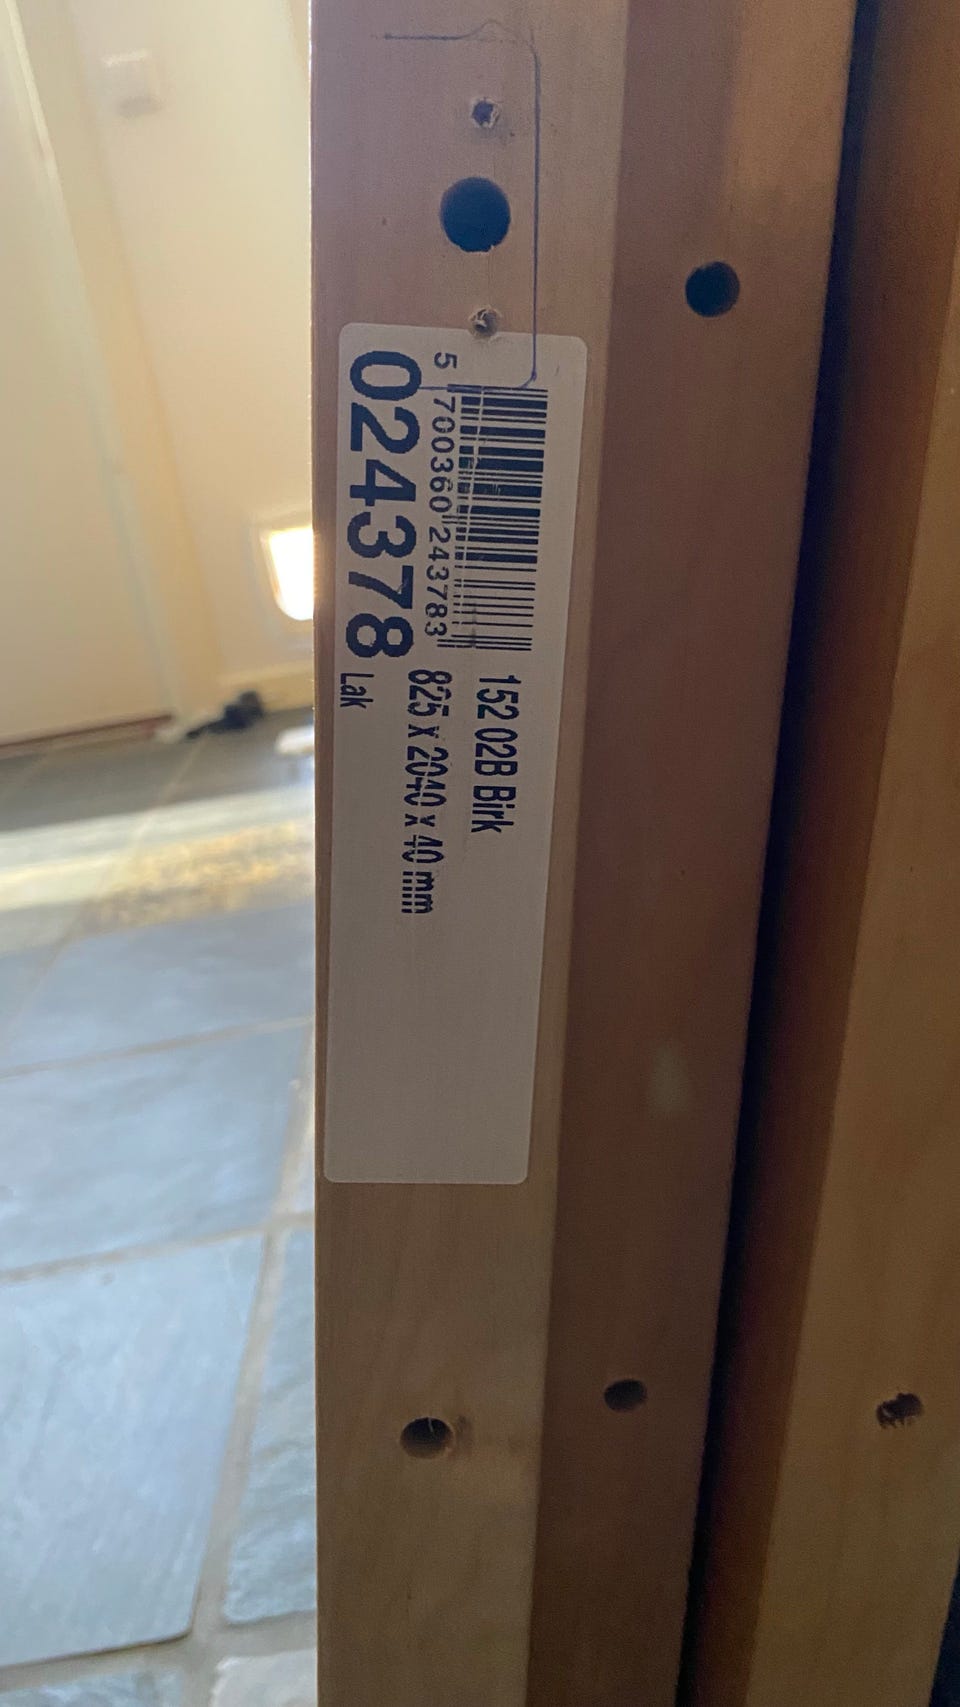 152 02B Birk
825 x 2040 x 40 mm
5 700360 243783
024378
Lak